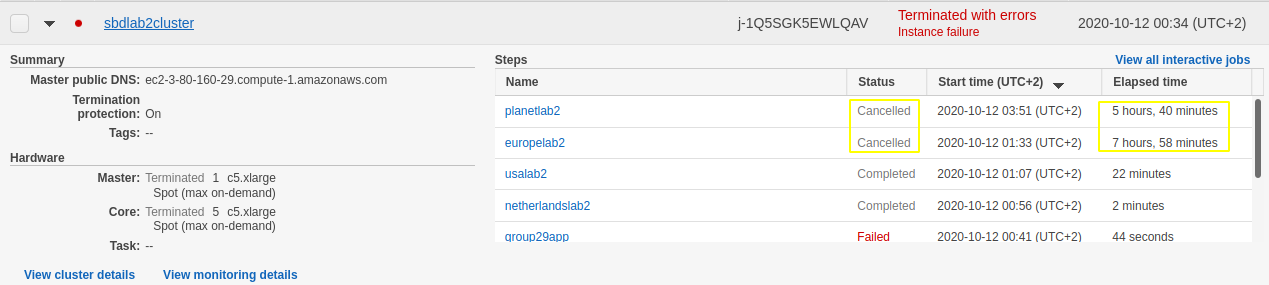 sbdlab2cluster j-1Q5SGK5EWLQAV Terminated with errors 2020-10-12 00:34 (UTC+2)
Instance failure
Summary
Master public DNS: ec2-3-80-160-29.compute-1.amazonaws.com
Termination
protection: On
Tags: --
Hardware
Master: Terminated 1 c5.xlarge
Spot (max on-demand)
Core: Terminated 5 c5.xlarge
Spot (max on-demand)
Task: --
View cluster details View monitoring details
Steps View all interactive jobs
Name Status Start time (UTC+2) Elapsed time
planetlab2 Cancelled 2020-10-12 03:51 (UTC+2) 5 hours, 40 minutes
europelab2 Cancelled 2020-10-12 01:33 (UTC+2) 7 hours, 58 minutes
usalab2 Completed 2020-10-12 01:07 (UTC+2) 22 minutes
netherlandslab2 Completed 2020-10-12 00:56 (UTC+2) 2 minutes
group29app Failed 2020-10-12 00:41 (UTC+2) 44 seconds